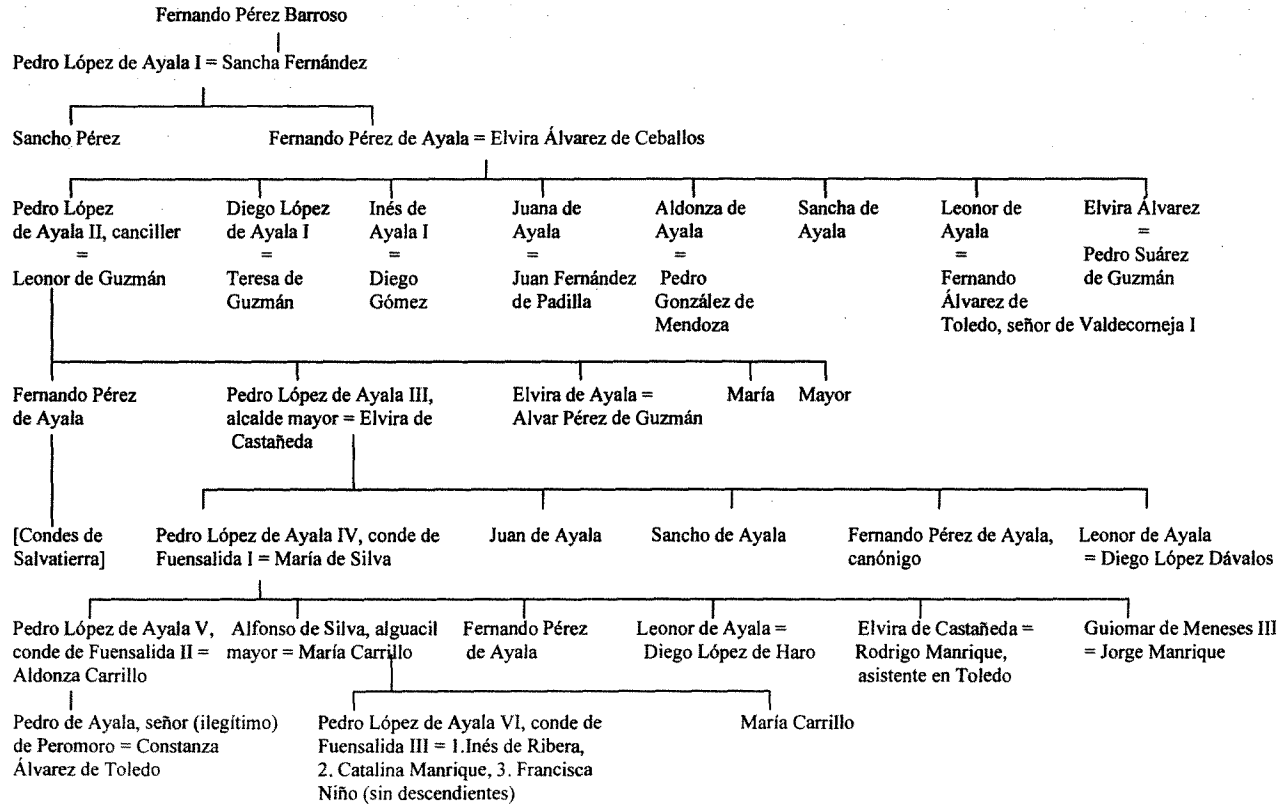 Fernando Pérez Barroso
Pedro López de Ayala I = Sancha Fernández
Sancho Pérez
Fernando Pérez de Ayala = Elvira Álvarez de Ceballos
Pedro López
de Ayala II, canciller
=
Leonor de Guzmán
Diego López
de Ayala I
=
Teresa de
Guzmán
Inés de
Ayala I
=
Diego
Gómez
Juana de
Ayala
=
Juan Fernández
de Padilla
Aldonza de
Ayala
=
Pedro
González de
Mendoza
Sancha de
Ayala
Leonor de
Ayala
=
Fernando
Álvarez de
Toledo, señor de Valdecorneja I
Elvira Álvarez
=
Pedro Suárez
de Guzmán
Fernando Pérez
de Ayala
Pedro López de Ayala III,
alcalde mayor = Elvira de
Castañeda
Elvira de Ayala =
Alvar Pérez de Guzmán
María
Mayor
[Condes de
Salvatierra]
Pedro López de Ayala IV, conde de
Fuensalida I = María de Silva
Juan de Ayala
Sancho de Ayala
Fernando Pérez de Ayala,
canónigo
Leonor de Ayala
= Diego López Dávalos
Pedro López de Ayala V,
conde de Fuensalida II =
Aldonza Carrillo
Alfonso de Silva, alguacil
mayor = María Carrillo
Fernando Pérez
de Ayala
Leonor de Ayala =
Diego López de Haro
Elvira de Castañeda =
Rodrigo Manrique,
asistente en Toledo
Guiomar de Meneses III
= Jorge Manrique
Pedro de Ayala, señor (ilegítimo)
de Peromoro = Constanza
Álvarez de Toledo
Pedro López de Ayala VI, conde de
Fuensalida III = 1.Inés de Ribera,
2. Catalina Manrique, 3. Francisca
Niño (sin descendientes)
María Carrillo